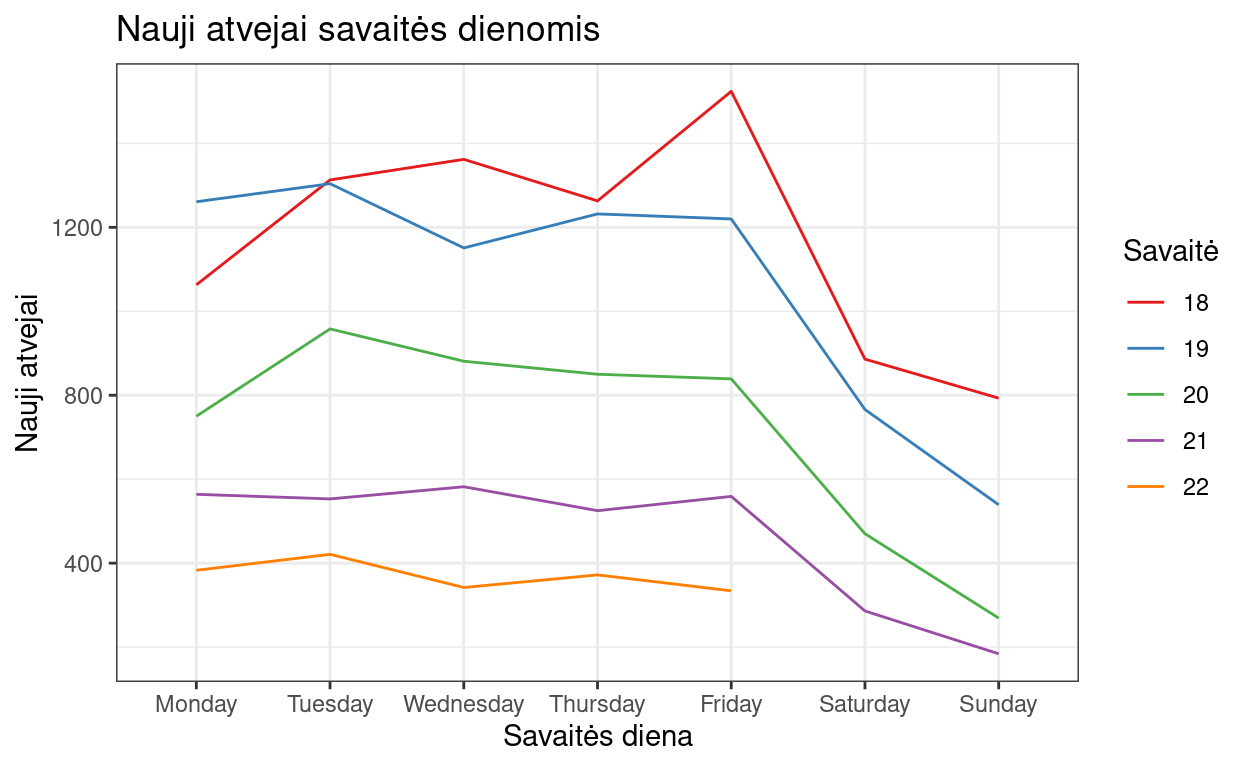 Nauji atvejai savaitės dienomis
Nauji atvejai
1200
800
400
Monday Tuesday Wednesday Thursday Friday Saturday Sunday
Savaitės diena
Savaitė
18
19
20
21
22